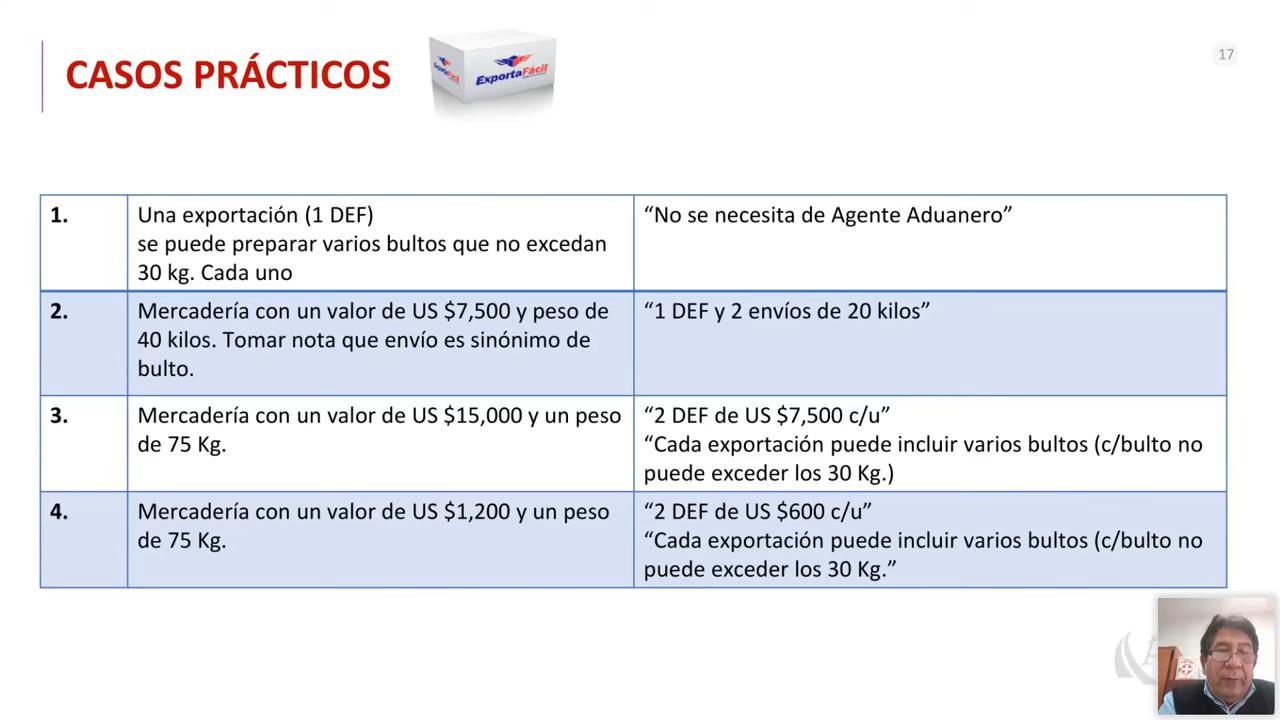 CASOS PRÁCTICOS
ExportaFácil
17
1.
Una exportación (1 DEF)
se puede preparar varios bultos que no excedan
30 kg. Cada uno
“No se necesita de Agente Aduanero”
2.
Mercadería con un valor de US $7,500 y peso de
40 kilos. Tomar nota que envío es sinónimo de
bulto.
“1 DEF y 2 envíos de 20 kilos”
3.
Mercadería con un valor de US $15,000 y un peso
de 75 Kg.
“2 DEF de US $7,500 c/u”
“Cada exportación puede incluir varios bultos (c/bulto no
puede exceder los 30 Kg.)
4.
Mercadería con un valor de US $1,200 y un peso
de 75 Kg.
“2 DEF de US $600 c/u”
“Cada exportación puede incluir varios bultos (c/bulto no
puede exceder los 30 Kg.”